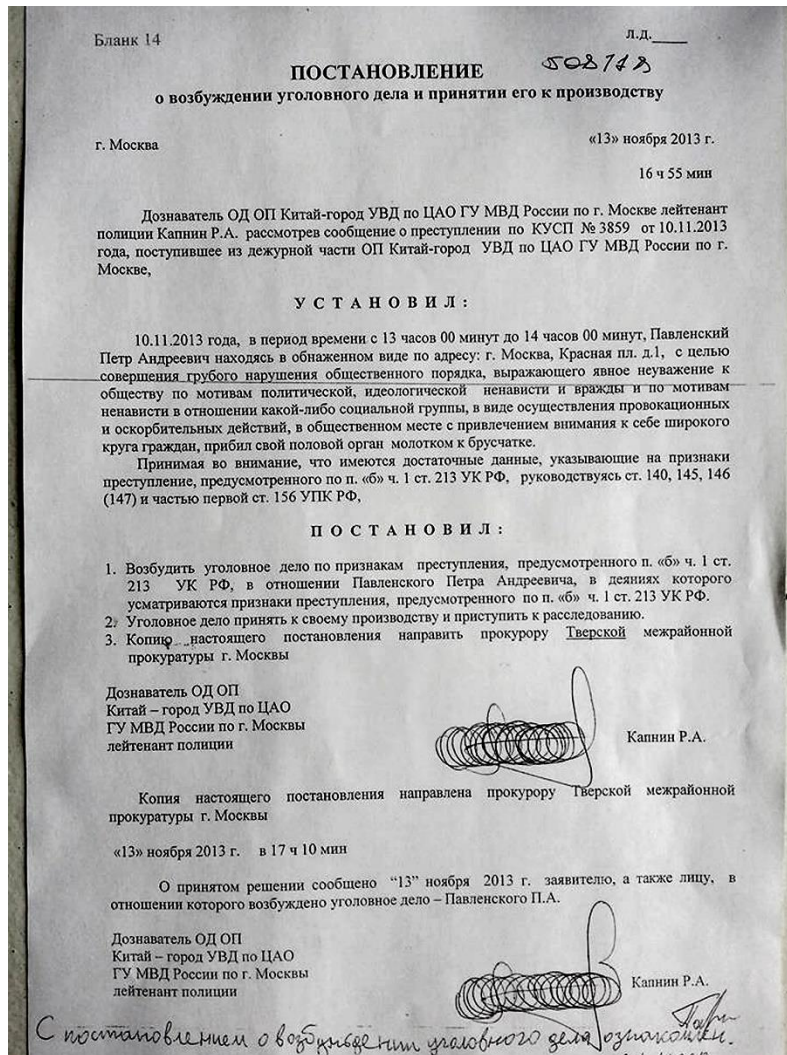 Бланк 14
Л.Д.____
ПОСТАНОВЛЕНИЕ
о возбуждении уголовного дела и принятии его к производству
г. Москва
«13» ноября 2013 г.
16 ч 55 мин
Дознаватель ОД ОП Китай-город УВД по ЦАО ГУ МВД России по г. Москве лейтенант
полиции Капнин Р.А. рассмотрев сообщение о преступлении по КУСП № 3859 от 10.11.2013
года, поступившее из дежурной части ОП Китай-город УВД по ЦАО ГУ МВД России по г.
Москве,
УСТАНОВИЛ:
10.11.2013 года, в период времени с 13 часов 00 минут до 14 часов 00 минут, Павленский
Петр Андреевич находясь в обнаженном виде по адресу: г. Москва, Красная пл. д.1, с целью
совершения грубого нарушения общественного порядка, выражающего явное неуважение к
обществу по мотивам политической, идеологической ненависти и вражды и по мотивам
ненависти в отношении какой-либо социальной группы, в виде осуществления провокационных
и оскорбительных действий, в общественном месте с привлечением внимания к себе широкого
круга граждан, прибил свой половой орган молотком к брусчатке.
Принимая во внимание, что имеются достаточные данные, указывающие на признаки
преступление, предусмотренного по п. «б» ч. 1 ст. 213 УК РФ, руководствуясь ст. 140, 145, 146
(147) и частью первой ст. 156 УПК РФ,
ПОСТАНОВИЛ:
1. Возбудить уголовное дело по признакам преступления, предусмотренного п. «б» ч. 1 ст.
213 УК РФ, в отношении Павленского Петра Андреевича, в деяниях которого
усматриваются признаки преступления, предусмотренного по п. «б» ч. 1 ст. 213 УК РФ.
2. Уголовное дело принять к своему производству и приступить к расследованию.
3. Копию настоящего постановления направить прокурору Тверской межрайонной
прокуратуры г. Москвы
Дознаватель ОД ОП
Китай – город УВД по ЦАО
ГУ МВД России по г. Москвы
лейтенант полиции
Капнин Р.А.
Копия настоящего постановления направлена прокурору Тверской межрайонной
прокуратуры г. Москвы
«13» ноября 2013 г. в 17 ч 10 мин
О принятом решении сообщено “13” ноября 2013 г. заявителю, а также лицу, в
отношении которого возбуждено уголовное дело – Павленского П.А.
Дознаватель ОД ОП
Китай – город УВД по ЦАО
ГУ МВД России по г. Москвы
лейтенант полиции
Капнин Р.А.
С постановлением о возбуждении уголовного дела ознакомлен.